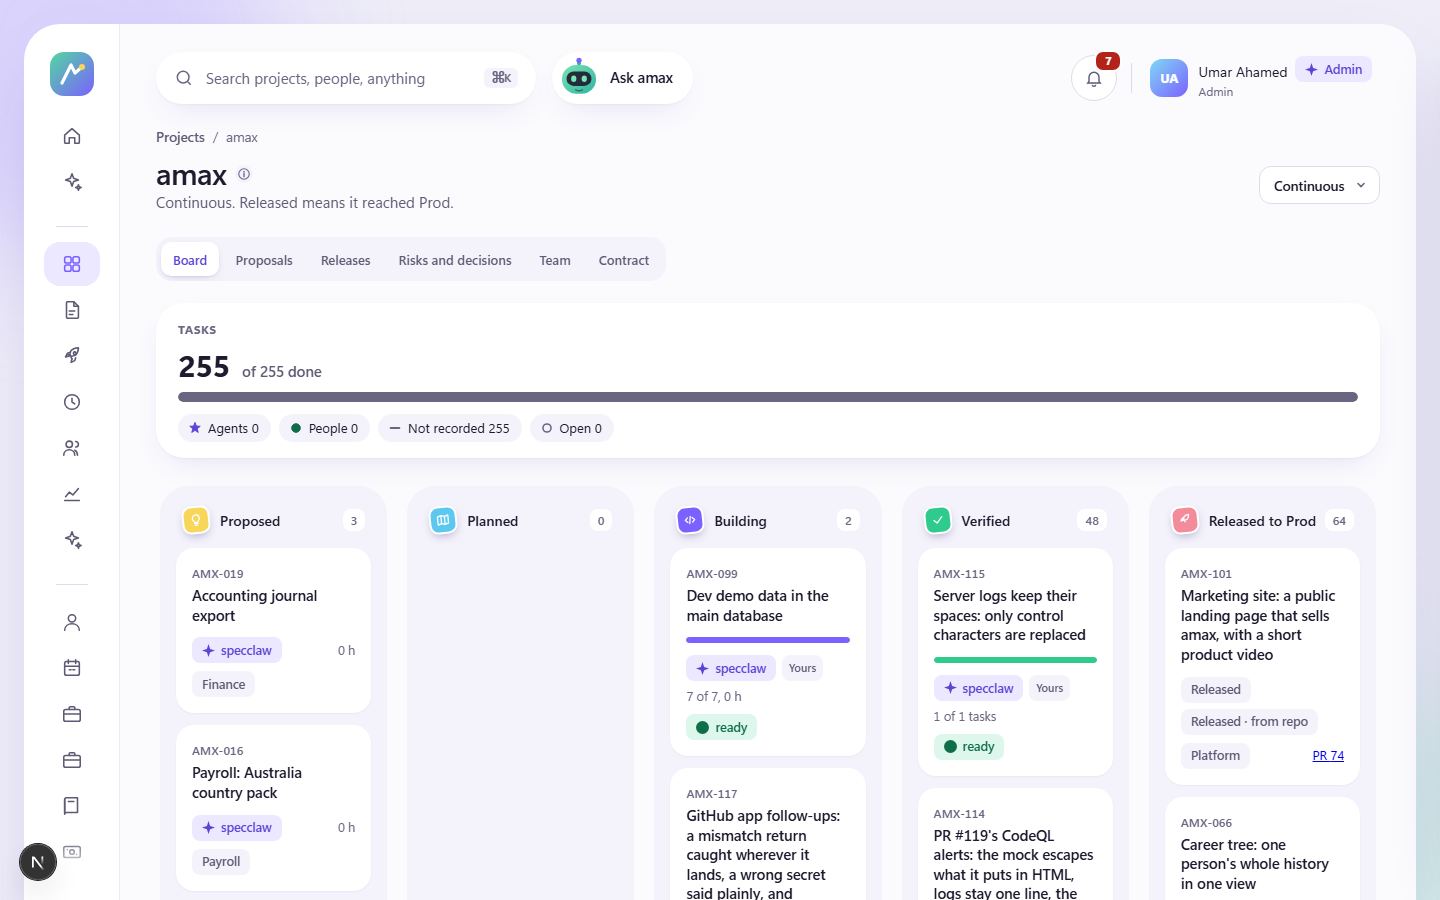 Search projects, people, anything
⌘K
Ask amax
7
UA
Umar Ahamed
Admin
Admin
Projects / amax
amax
Continuous. Released means it reached Prod.
Continuous
Board
Proposals
Releases
Risks and decisions
Team
Contract
TASKS
255 of 255 done
Agents 0
People 0
Not recorded 255
Open 0
Proposed
3
AMX-019
Accounting journal
export
specclaw
0 h
Finance
AMX-016
Payroll: Australia
country pack
specclaw
0 h
Payroll
Planned
0
Building
2
AMX-099
Dev demo data in the
main database
specclaw
Yours
7 of 7, 0 h
ready
AMX-117
GitHub app follow-ups:
a mismatch return
caught wherever it
lands, a wrong secret
said plainly, and
Verified
48
AMX-115
Server logs keep their
spaces: only control
characters are replaced
specclaw
Yours
1 of 1 tasks
ready
AMX-114
PR #119's CodeQL
alerts: the mock escapes
what it puts in HTML,
logs stay one line, the
Released to Prod
64
AMX-101
Marketing site: a public
landing page that sells
amax, with a short
product video
Released
Released · from repo
Platform
PR 74
AMX-066
Career tree: one
person's whole history
in one view
N